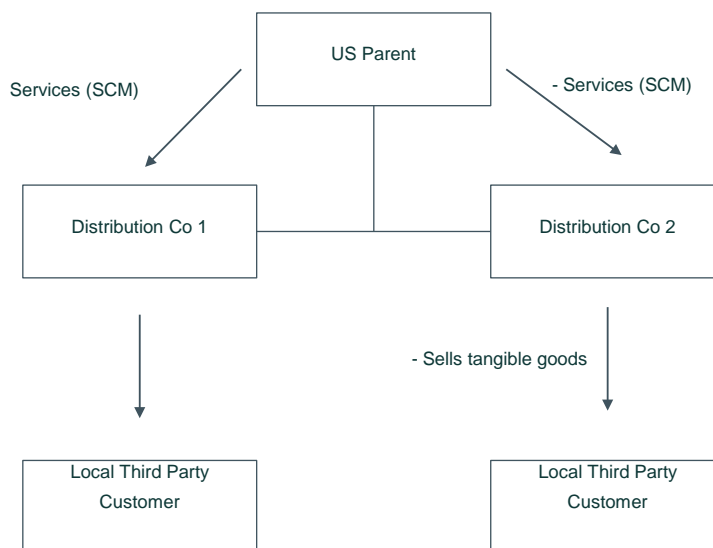 US Parent
Services (SCM)
- Services (SCM)
Distribution Co 1
Distribution Co 2
- Sells tangible goods
Local Third Party
Customer
Local Third Party
Customer